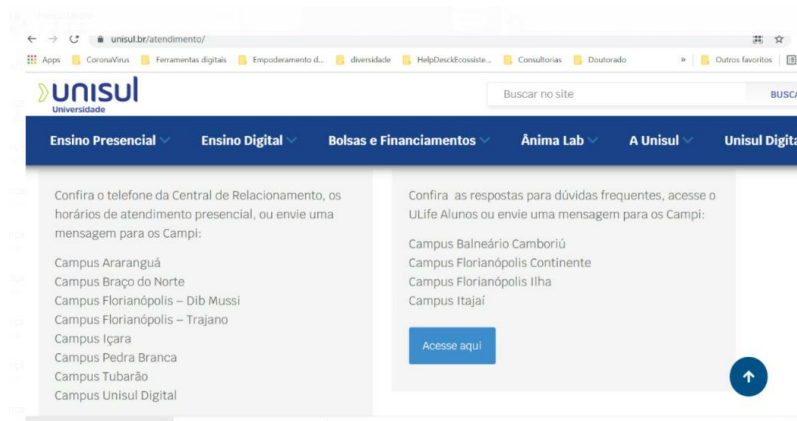 unisul.br/atendimento/
Apps CoronaVirus Ferramentas digitais Empoderamento d... diversidade HelpDesckEcossiste... Consultorias Doutorado » Outros favoritos
unisul
Universidade
Buscar no site
BUSCA
Ensino Presencial Ensino Digital Bolsas e Financiamentos Ânima Lab A Unisul Unisul Digita
Confira o telefone da Central de Relacionamento, os
horários de atendimento presencial, ou envie uma
mensagem para os Campi:
Campus Araranguá
Campus Braço do Norte
Campus Florianópolis – Dib Mussi
Campus Florianópolis – Trajano
Campus Içara
Campus Pedra Branca
Campus Tubarão
Campus Unisul Digital
Confira as respostas para dúvidas frequentes, acesse o
ULife Alunos ou envie uma mensagem para os Campi:
Campus Balneário Camboriú
Campus Florianópolis Continente
Campus Florianópolis Ilha
Campus Itajaí
Acesse aqui